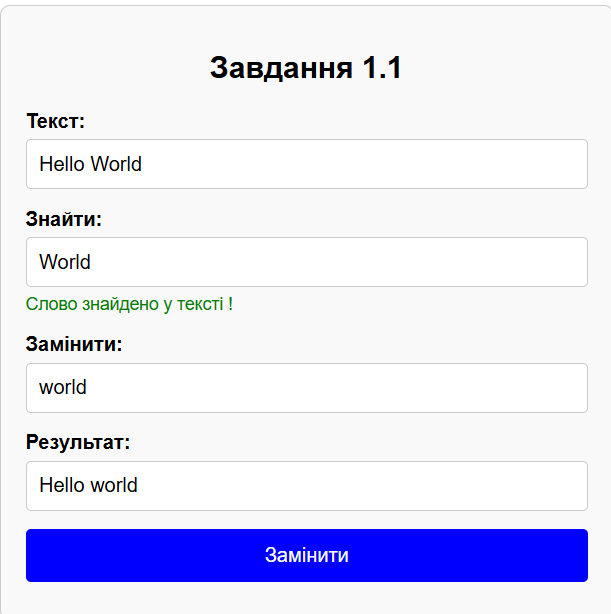 Завдання 1.1
Текст:
Hello World
Знайти:
World
Слово знайдено у тексті !
Замінити:
world
Результат:
Hello world
Замінити